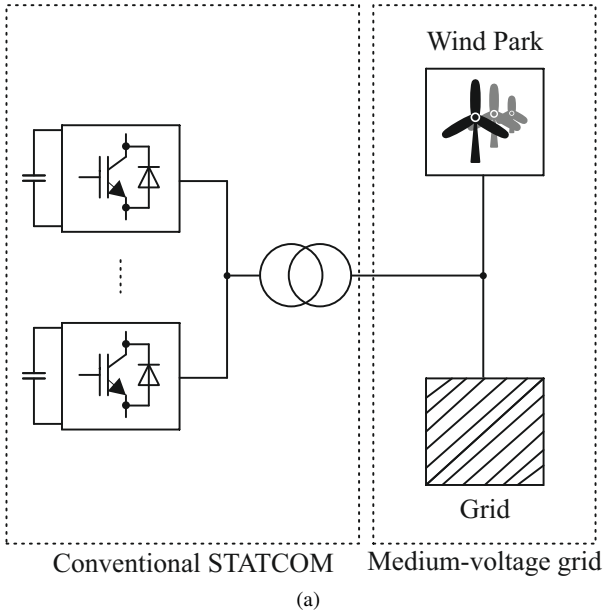 Wind Park
Grid
Conventional STATCOM
Medium-voltage grid
(a)